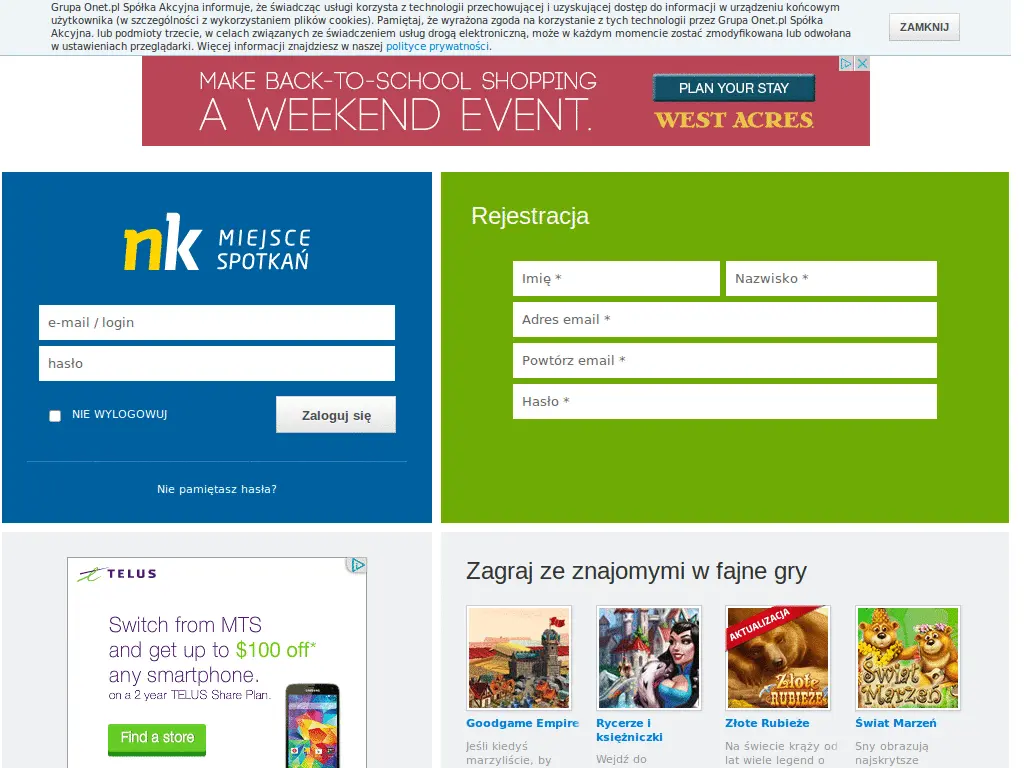 Grupa Onet.pl Spółka Akcyjna informuje, że świadcząc usługi korzysta z technologii przechowującej i uzyskującej dostęp do informacji w urządzeniu końcowym
użytkownika (w szczególności z wykorzystaniem plików cookies). Pamiętaj, że wyrażona zgoda na korzystanie z tych technologii przez Grupa Onet.pl Spółka
Akcyjna. lub podmioty trzecie, w celach związanych ze świadczeniem usług drogą elektroniczną, może w każdym momencie zostać zmodyfikowana lub odwołana
w ustawieniach przeglądarki. Więcej informacji znajdziesz w naszej polityce prywatności.
ZAMKNIJ
MAKE BACK-TO-SCHOOL SHOPPING
A WEEKEND EVENT.
PLAN YOUR STAY
WEST ACRES
nk MIEJSCE
SPOTKAŃ
e-mail / login
hasło
NIE WYLOGOWUJ
Zaloguj się
Nie pamiętasz hasła?
Rejestracja
Imię *
Nazwisko *
Adres email *
Powtórz email *
Hasło *
TELUS
Switch from MTS
and get up to $100 off*
any smartphone.
on a 2 year TELUS Share Plan.
Find a store
Zagraj ze znajomymi w fajne gry
Goodgame Empire
Jeśli kiedyś
marzyliście, by
Rycerze i
księżniczki
Wejdź do
AKTUALIZACJA
Złote
RUBIEŻE
Złote Rubieże
Na świecie krąży od
lat wiele legend o
Świat
Marzeń
Świat Marzeń
Sny obrazują
najskrytsze